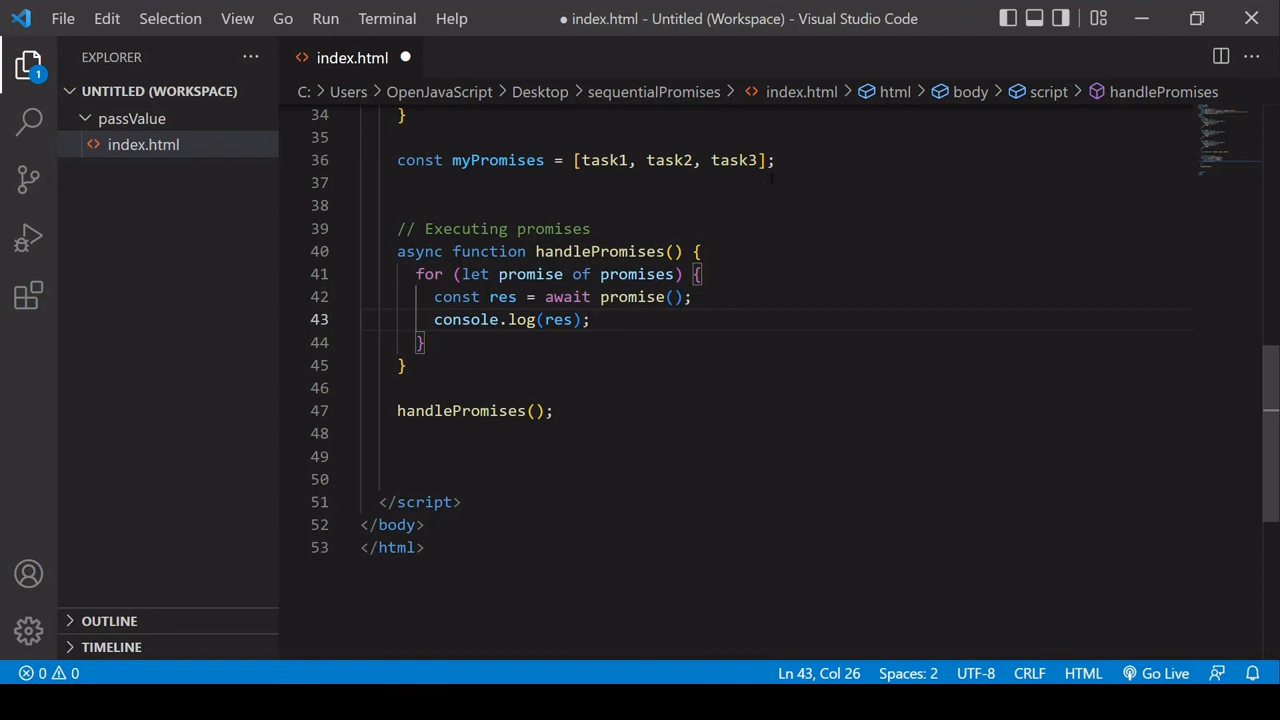 File Edit Selection View Go Run Terminal Help ● index.html - Untitled (Workspace) - Visual Studio Code
EXPLORER ···
1
UNTITLED (WORKSPACE)
passValue
<> index.html
<> index.html ●
C: > Users > OpenJavaScript > Desktop > sequentialPromises > <> index.html > html > body > script > handlePromises
34 }
35
36 const myPromises = [task1, task2, task3];
37
38
39 // Executing promises
40 async function handlePromises() {
41 for (let promise of promises) {
42 const res = await promise();
43 console.log(res);
44 }
45 }
46
47 handlePromises();
48
49
50
51 </script>
52 </body>
53 </html>
OUTLINE
TIMELINE
0 0 Ln 43, Col 26 Spaces: 2 UTF-8 CRLF HTML Go Live